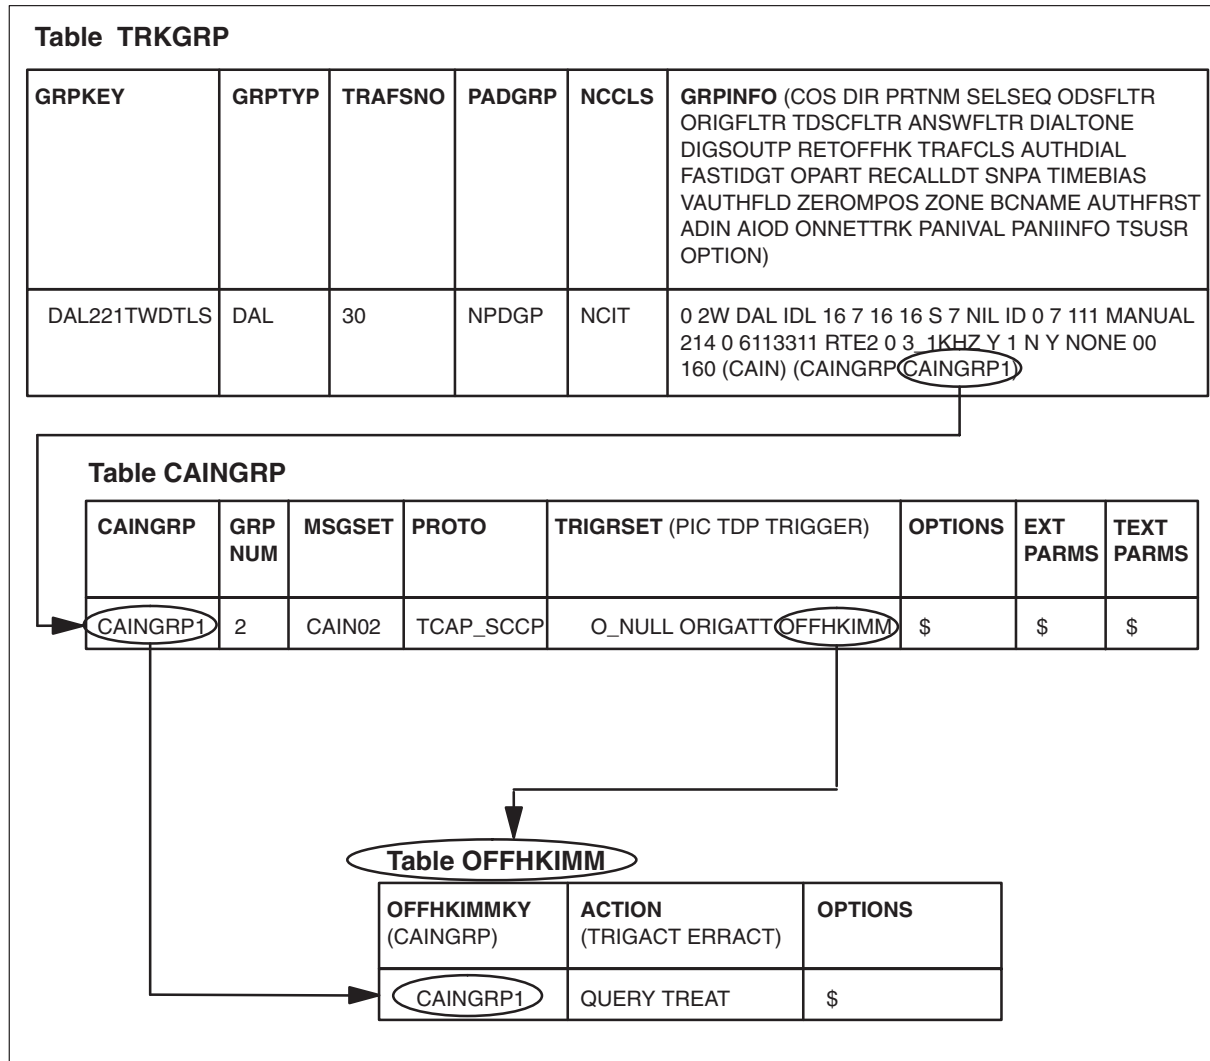 Table TRKGRP
GRPKEY GRPTYP TRAFSNO PADGRP NCCLS GRPINFO (COS DIR PRTNM SELSEQ ODSFLTR
ORIGFLTR TDSCFLTR ANSWFLTR DIALTONE
DIGSOUTP RETOFFHK TRAFCLS AUTHDIAL
FASTIDGT OPART RECALLDT SNPA TIMEBIAS
VAUTHFLD ZEROMPOS ZONE BCNAME AUTHFRST
ADIN AIOD ONNETTRK PANIVAL PANIINFO TSUSR
OPTION)
DAL221TWDTLS DAL 30 NPDGP NCIT 0 2W DAL IDL 16 7 16 16 S 7 NIL ID 0 7 111 MANUAL
214 0 6113311 RTE2 0 3_1KHZ Y 1 N Y NONE 00
160 (CAIN) (CAINGRP CAINGRP1)
Table CAINGRP
CAINGRP GRP MSGSET PROTO TRIGRSET (PIC TDP TRIGGER) OPTIONS EXT TEXT
NUM PARMS PARMS
CAINGRP1 2 CAIN02 TCAP_SCCP O_NULL ORIGATT OFFHKIMM $ $ $
Table OFFHKIMM
OFFHKIMMKY ACTION OPTIONS
(CAINGRP) (TRIGACT ERRACT)
CAINGRP1 QUERY TREAT $